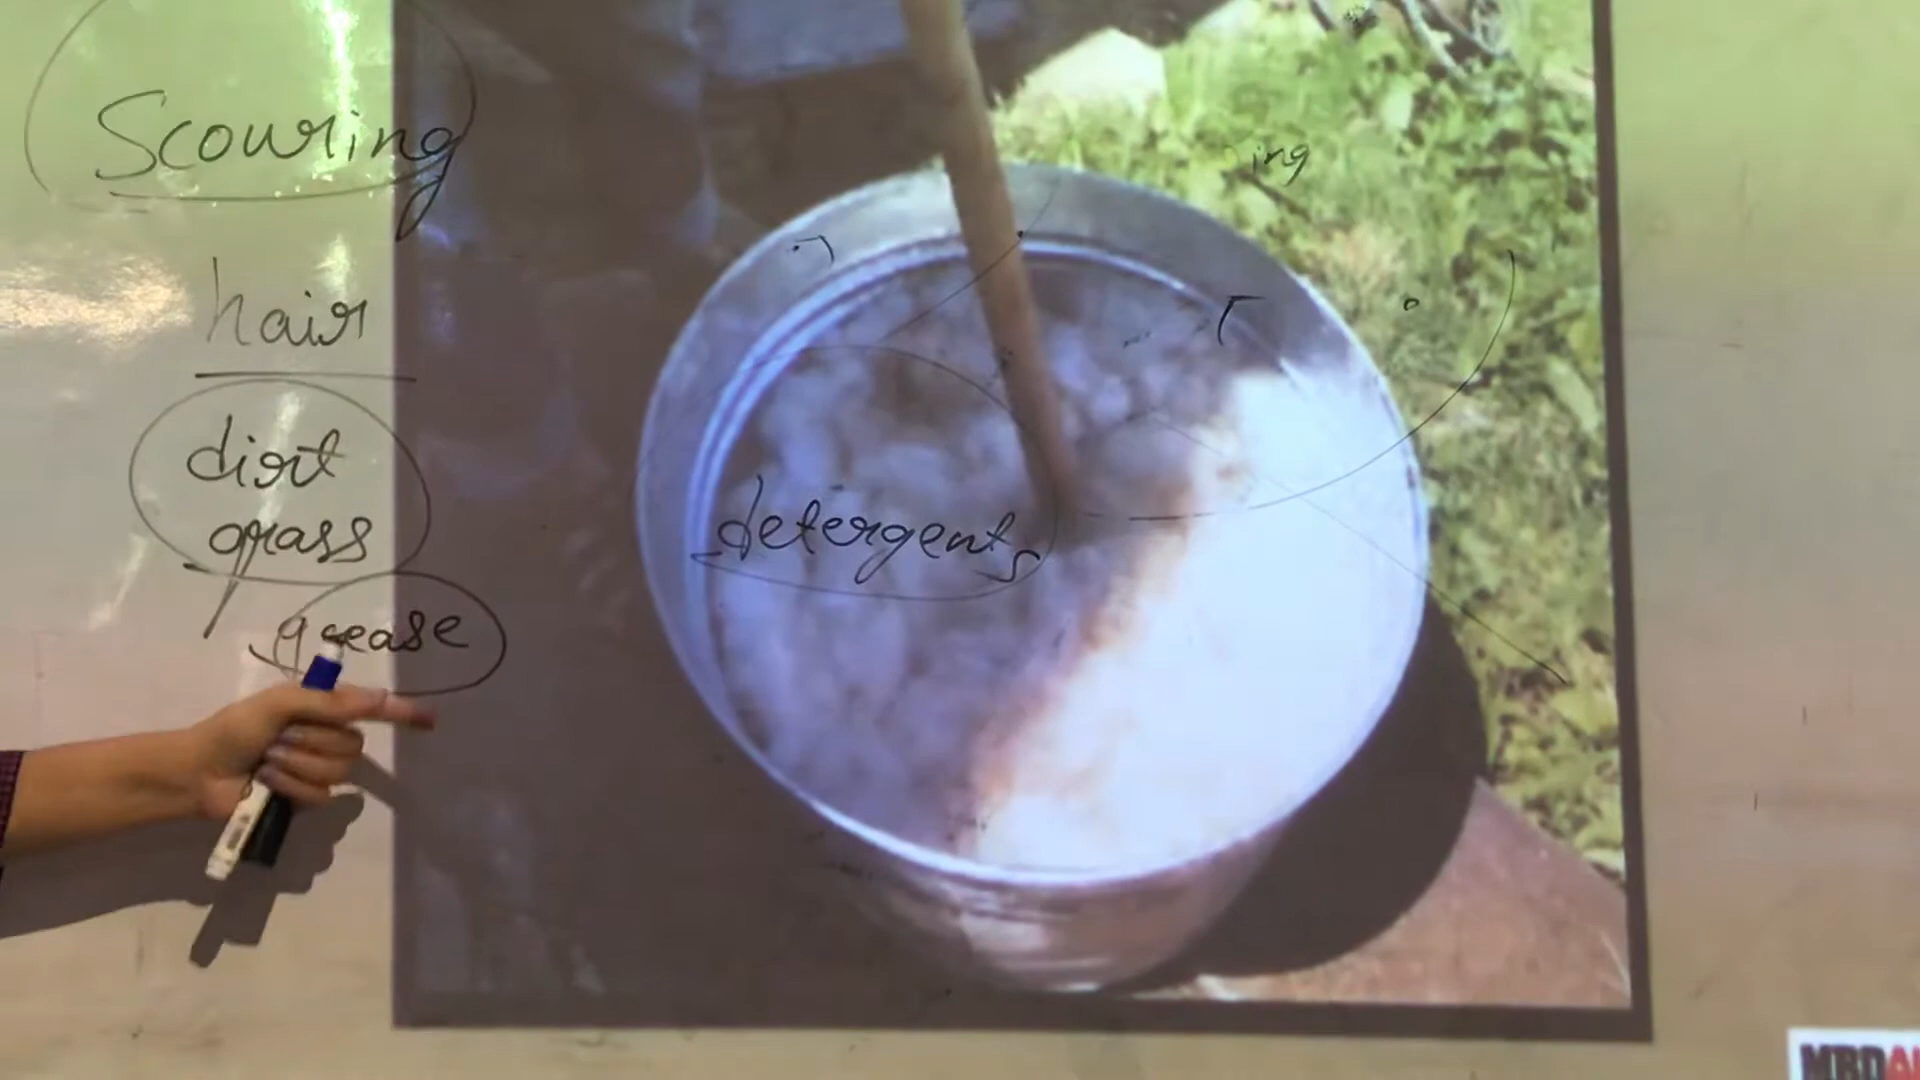 Scouring
ing
hair
dirt
grass
detergents
grease